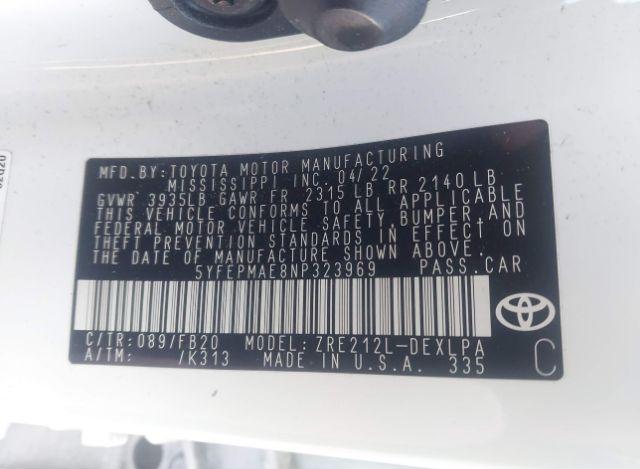 MFD.BY: TOYOTA MOTOR MANUFACTURING
MISSISSIPPI INC. 04/22
GVWR 3935LB GAWR FR 2315 LB RR 2140 LB
THIS VEHICLE CONFORMS TO ALL APPLICABLE
FEDERAL MOTOR VEHICLE SAFETY, BUMPER, AND
THEFT PREVENTION STANDARDS IN EFFECT ON
THE DATE OF MANUFACTURE SHOWN ABOVE.
5YFEPMAE8NP323969 PASS.CAR
C/TR: 089/FB20 MODEL: ZRE212L-DEXLPA
A/TM: /K313 MADE IN U.S.A. 335
C